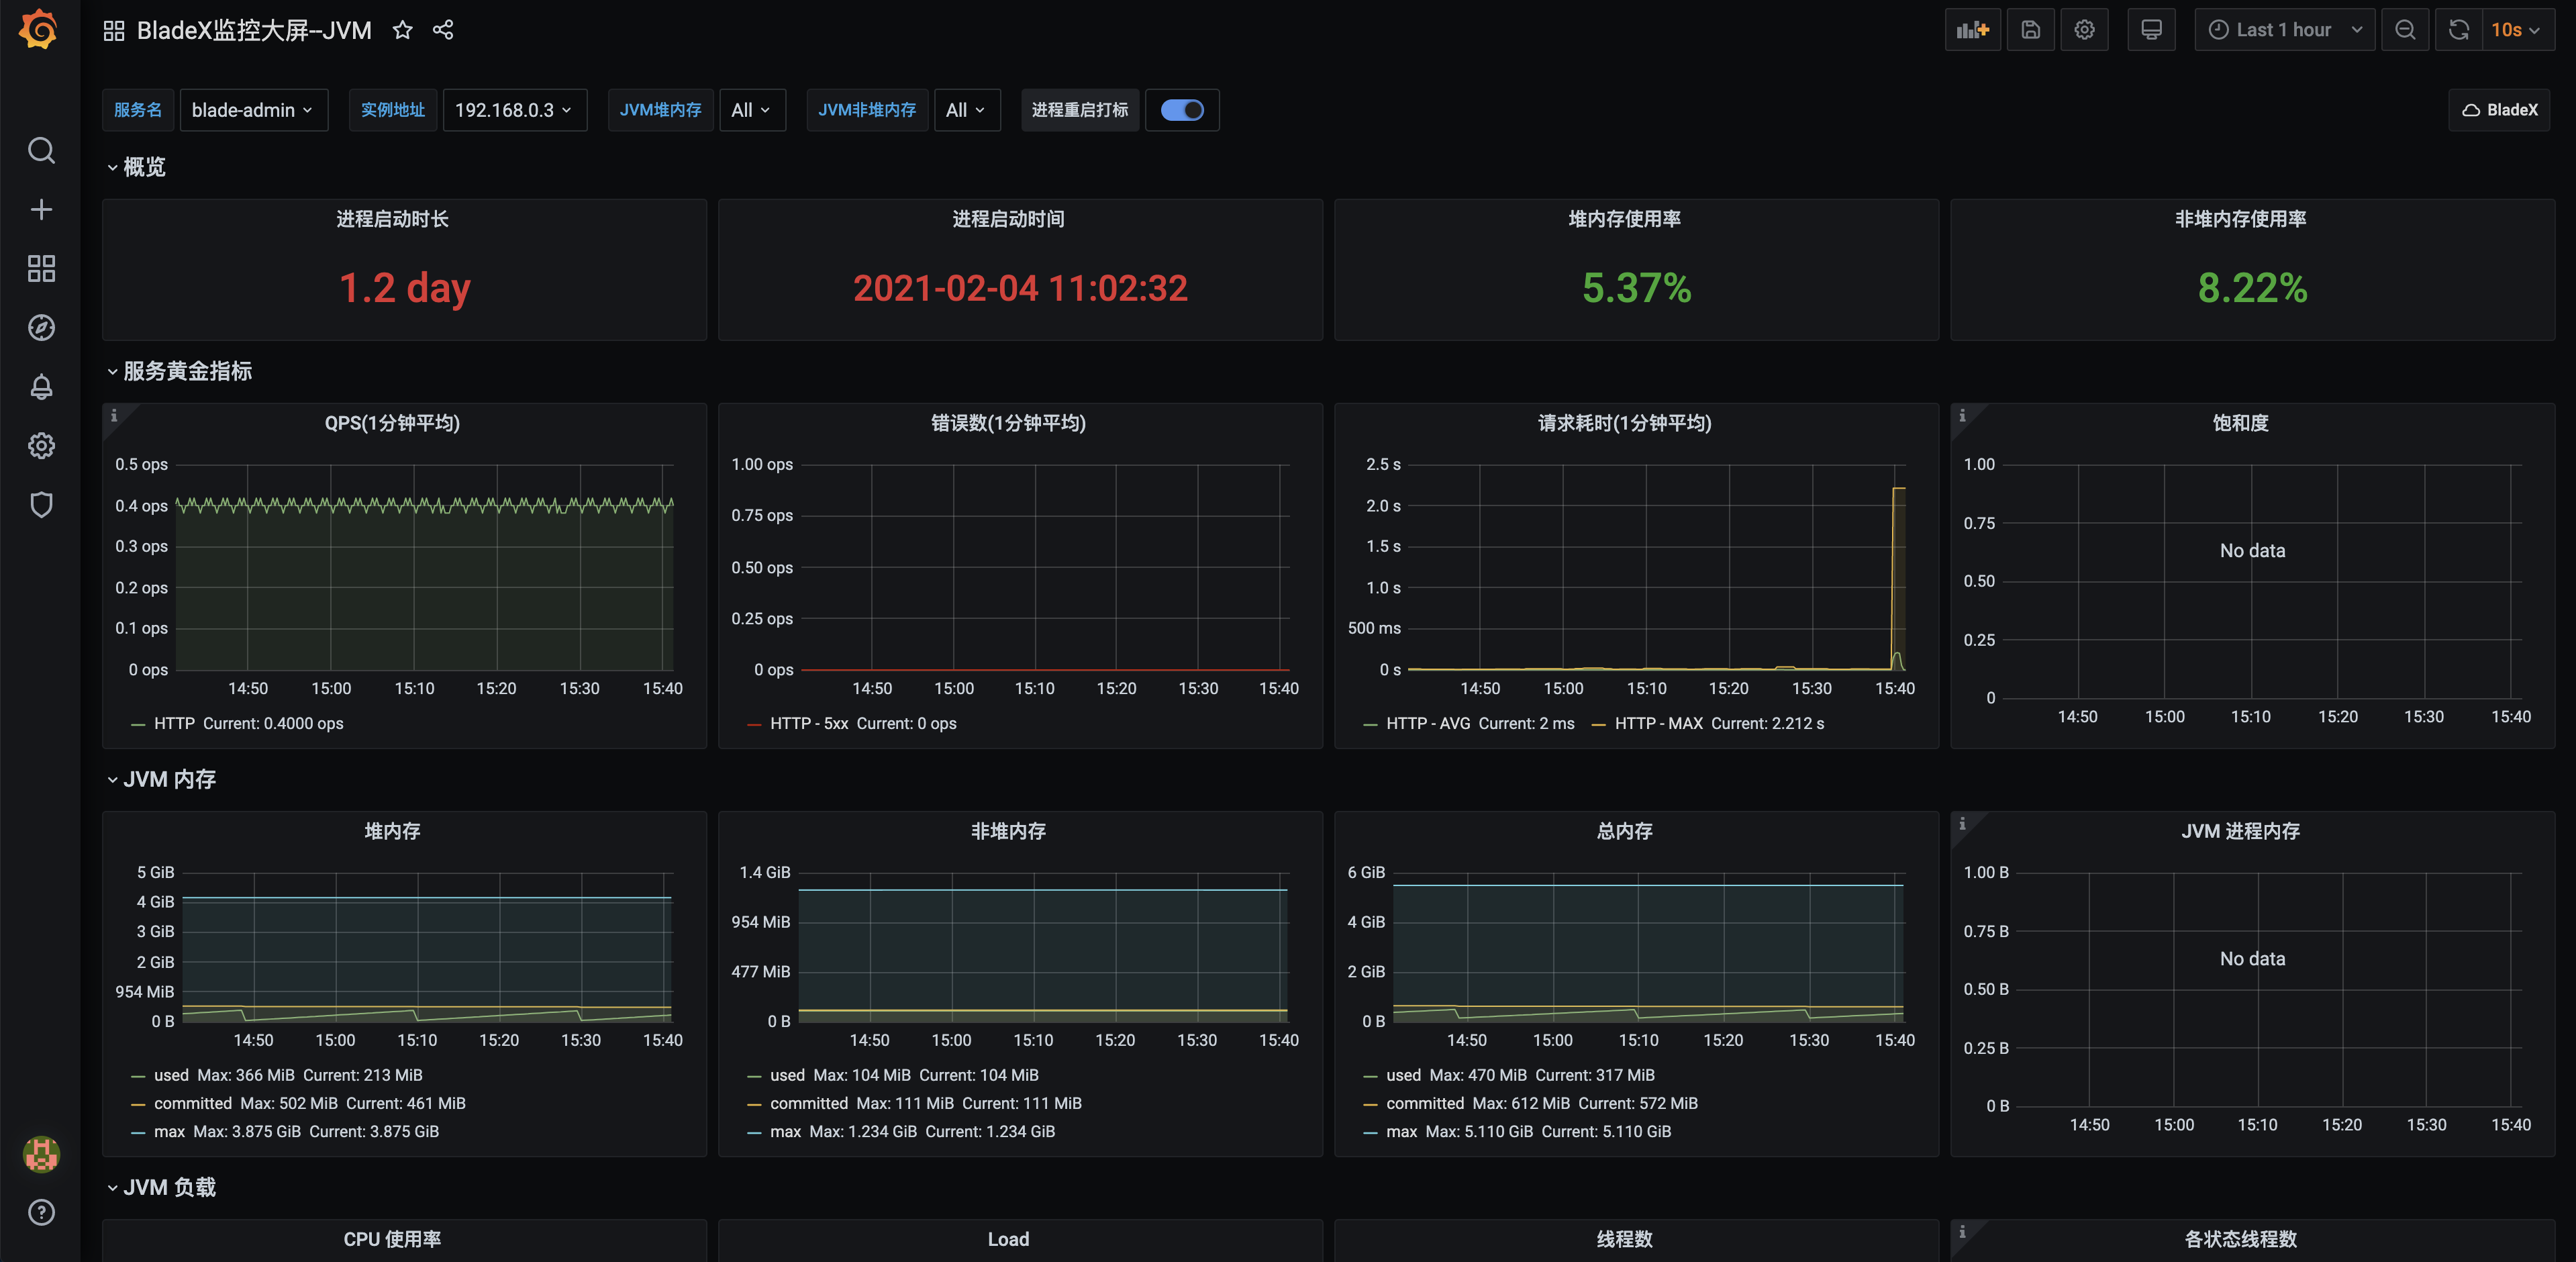 BladeX监控大屏--JVM
Last 1 hour
10s
服务名 blade-admin 实例地址 192.168.0.3 JVM堆内存 All JVM非堆内存 All 进程重启打标 BladeX
概览
进程启动时长
1.2 day
进程启动时间
2021-02-04 11:02:32
堆内存使用率
5.37%
非堆内存使用率
8.22%
服务黄金指标
QPS(1分钟平均)
0.5 ops
0.4 ops
0.3 ops
0.2 ops
0.1 ops
0 ops
14:50 15:00 15:10 15:20 15:30 15:40
HTTP Current: 0.4000 ops
错误数(1分钟平均)
1.00 ops
0.75 ops
0.50 ops
0.25 ops
0 ops
14:50 15:00 15:10 15:20 15:30 15:40
HTTP - 5xx Current: 0 ops
请求耗时(1分钟平均)
2.5 s
2.0 s
1.5 s
1.0 s
500 ms
0 s
14:50 15:00 15:10 15:20 15:30 15:40
HTTP - AVG Current: 2 ms HTTP - MAX Current: 2.212 s
饱和度
1.00
0.75
No data
0.50
0.25
0
14:50 15:00 15:10 15:20 15:30 15:40
JVM 内存
堆内存
5 GiB
4 GiB
3 GiB
2 GiB
954 MiB
0 B
14:50 15:00 15:10 15:20 15:30 15:40
used Max: 366 MiB Current: 213 MiB
committed Max: 502 MiB Current: 461 MiB
max Max: 3.875 GiB Current: 3.875 GiB
非堆内存
1.4 GiB
954 MiB
477 MiB
0 B
14:50 15:00 15:10 15:20 15:30 15:40
used Max: 104 MiB Current: 104 MiB
committed Max: 111 MiB Current: 111 MiB
max Max: 1.234 GiB Current: 1.234 GiB
总内存
6 GiB
4 GiB
2 GiB
0 B
14:50 15:00 15:10 15:20 15:30 15:40
used Max: 470 MiB Current: 317 MiB
committed Max: 612 MiB Current: 572 MiB
max Max: 5.110 GiB Current: 5.110 GiB
JVM 进程内存
1.00 B
0.75 B
No data
0.50 B
0.25 B
0 B
14:50 15:00 15:10 15:20 15:30 15:40
JVM 负载
CPU 使用率
Load
线程数
各状态线程数